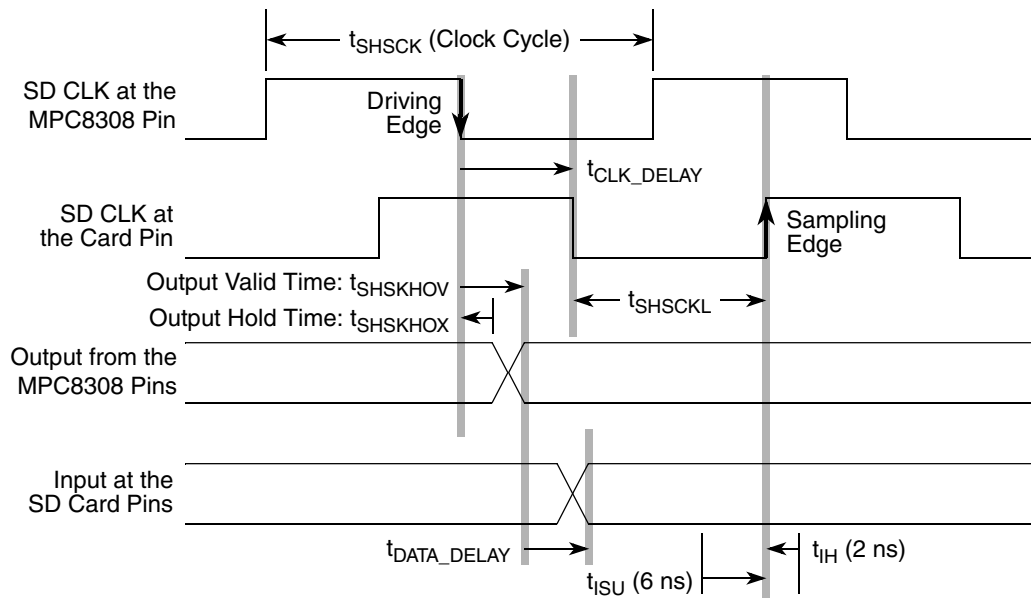 tSHSCK (Clock Cycle)
SD CLK at the
MPC8308 Pin
Driving
Edge
tCLK_DELAY
SD CLK at
the Card Pin
Sampling
Edge
Output Valid Time: tSHSKHOV
tSHSCKL
Output Hold Time: tSHSKHOX
Output from the
MPC8308 Pins
Input at the
SD Card Pins
tDATA_DELAY
tIH (2 ns)
tISU (6 ns)